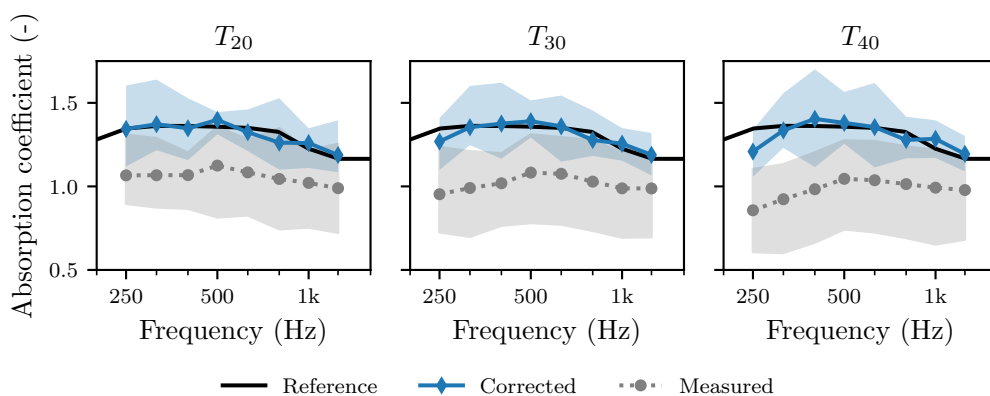 T20 T30 T40
Absorption coefficient (-)
1.5
1.0
0.5
250 500 1k 250 500 1k 250 500 1k
Frequency (Hz) Frequency (Hz) Frequency (Hz)
Reference Corrected Measured